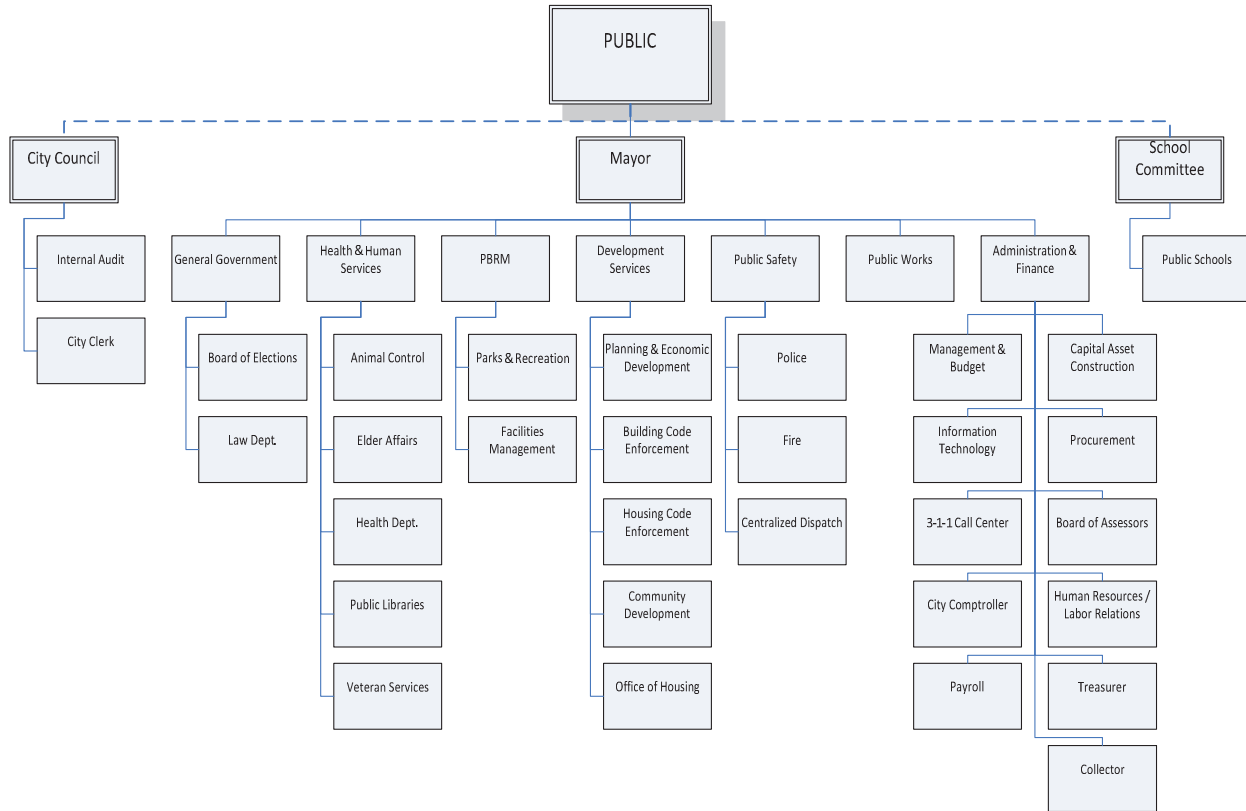 PUBLIC
City Council
Mayor
School
Committee
Internal Audit
General Government
Health & Human
Services
PBRM
Development
Services
Public Safety
Public Works
Administration &
Finance
Public Schools
City Clerk
Board of Elections
Animal Control
Parks & Recreation
Planning & Economic
Development
Police
Management &
Budget
Capital Asset
Construction
Law Dept.
Elder Affairs
Facilities
Management
Building Code
Enforcement
Fire
Information
Technology
Procurement
Health Dept.
Housing Code
Enforcement
Centralized Dispatch
3-1-1 Call Center
Board of Assessors
Public Libraries
Community
Development
City Comptroller
Human Resources /
Labor Relations
Veteran Services
Office of Housing
Payroll
Treasurer
Collector